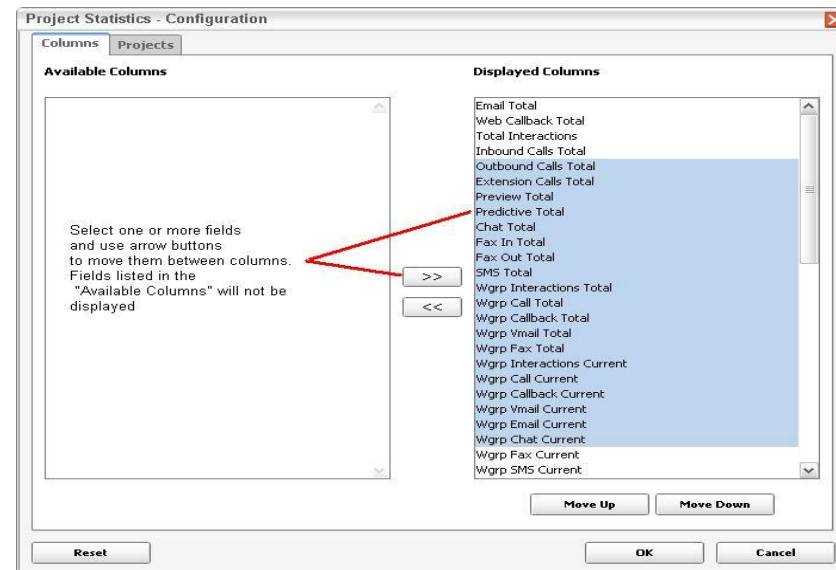 Project Statistics - Configuration
Columns
Projects
Available Columns
Displayed Columns
Select one or more fields
and use arrow buttons
to move them between columns.
Fields listed in the
"Available Columns" will not be
displayed
>>
<<
Email Total
Web Callback Total
Total Interactions
Inbound Calls Total
Outbound Calls Total
Extension Calls Total
Preview Total
Predictive Total
Chat Total
Fax In Total
Fax Out Total
SMS Total
Wgrp Interactions Total
Wgrp Call Total
Wgrp Callback Total
Wgrp Vmail Total
Wgrp Fax Total
Wgrp Interactions Current
Wgrp Call Current
Wgrp Callback Current
Wgrp Vmail Current
Wgrp Email Current
Wgrp Chat Current
Wgrp Fax Current
Wgrp SMS Current
Move Up
Move Down
Reset
OK
Cancel